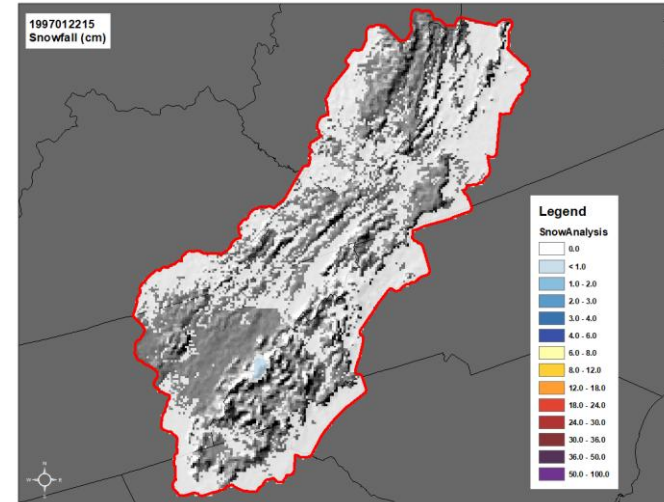 1997012215
Snowfall (cm)
Legend
SnowAnalysis
0.0
< 1.0
1.0 - 2.0
2.0 - 3.0
3.0 - 4.0
4.0 - 6.0
6.0 - 8.0
8.0 - 12.0
12.0 - 18.0
18.0 - 24.0
24.0 - 30.0
30.0 - 36.0
36.0 - 50.0
50.0 - 100.0